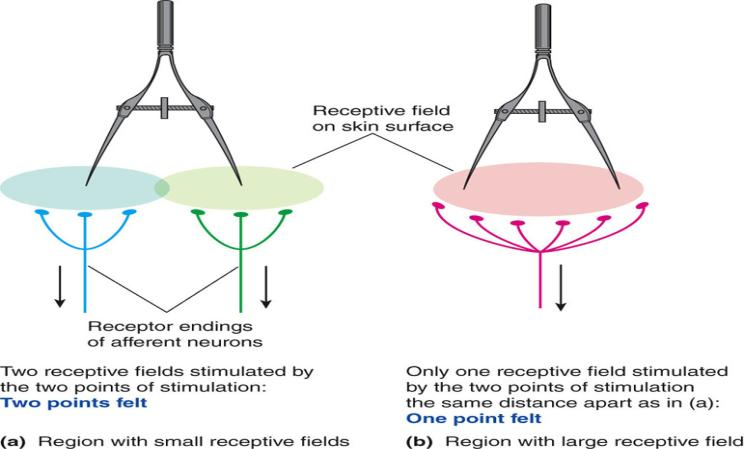 Receptive field
on skin surface
Receptor endings
of afferent neurons
Two receptive fields stimulated by
the two points of stimulation:
Two points felt
(a) Region with small receptive fields
Only one receptive field stimulated
by the two points of stimulation
the same distance apart as in (a):
One point felt
(b) Region with large receptive field